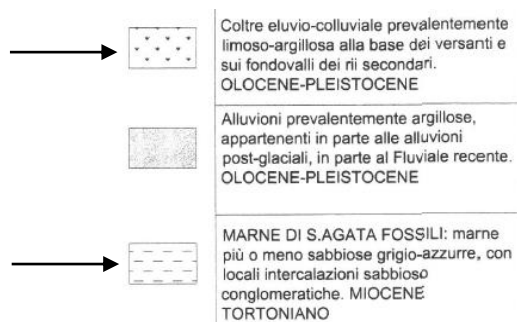 Coltre eluvio-colluviale prevalentemente
limoso-argillosa alla base dei versanti e
sui fondovalli dei rii secondari.
OLOCENE-PLEISTOCENE
Alluvioni prevalentemente argillose,
appartenenti in parte alle alluvioni
post-glaciali, in parte al Fluviale recente.
OLOCENE-PLEISTOCENE
MARNE DI S.AGATA FOSSILI: marne
più o meno sabbiose grigio-azzurre, con
locali intercalazioni sabbioso
conglomeratiche. MIOCENE
TORTONIANO